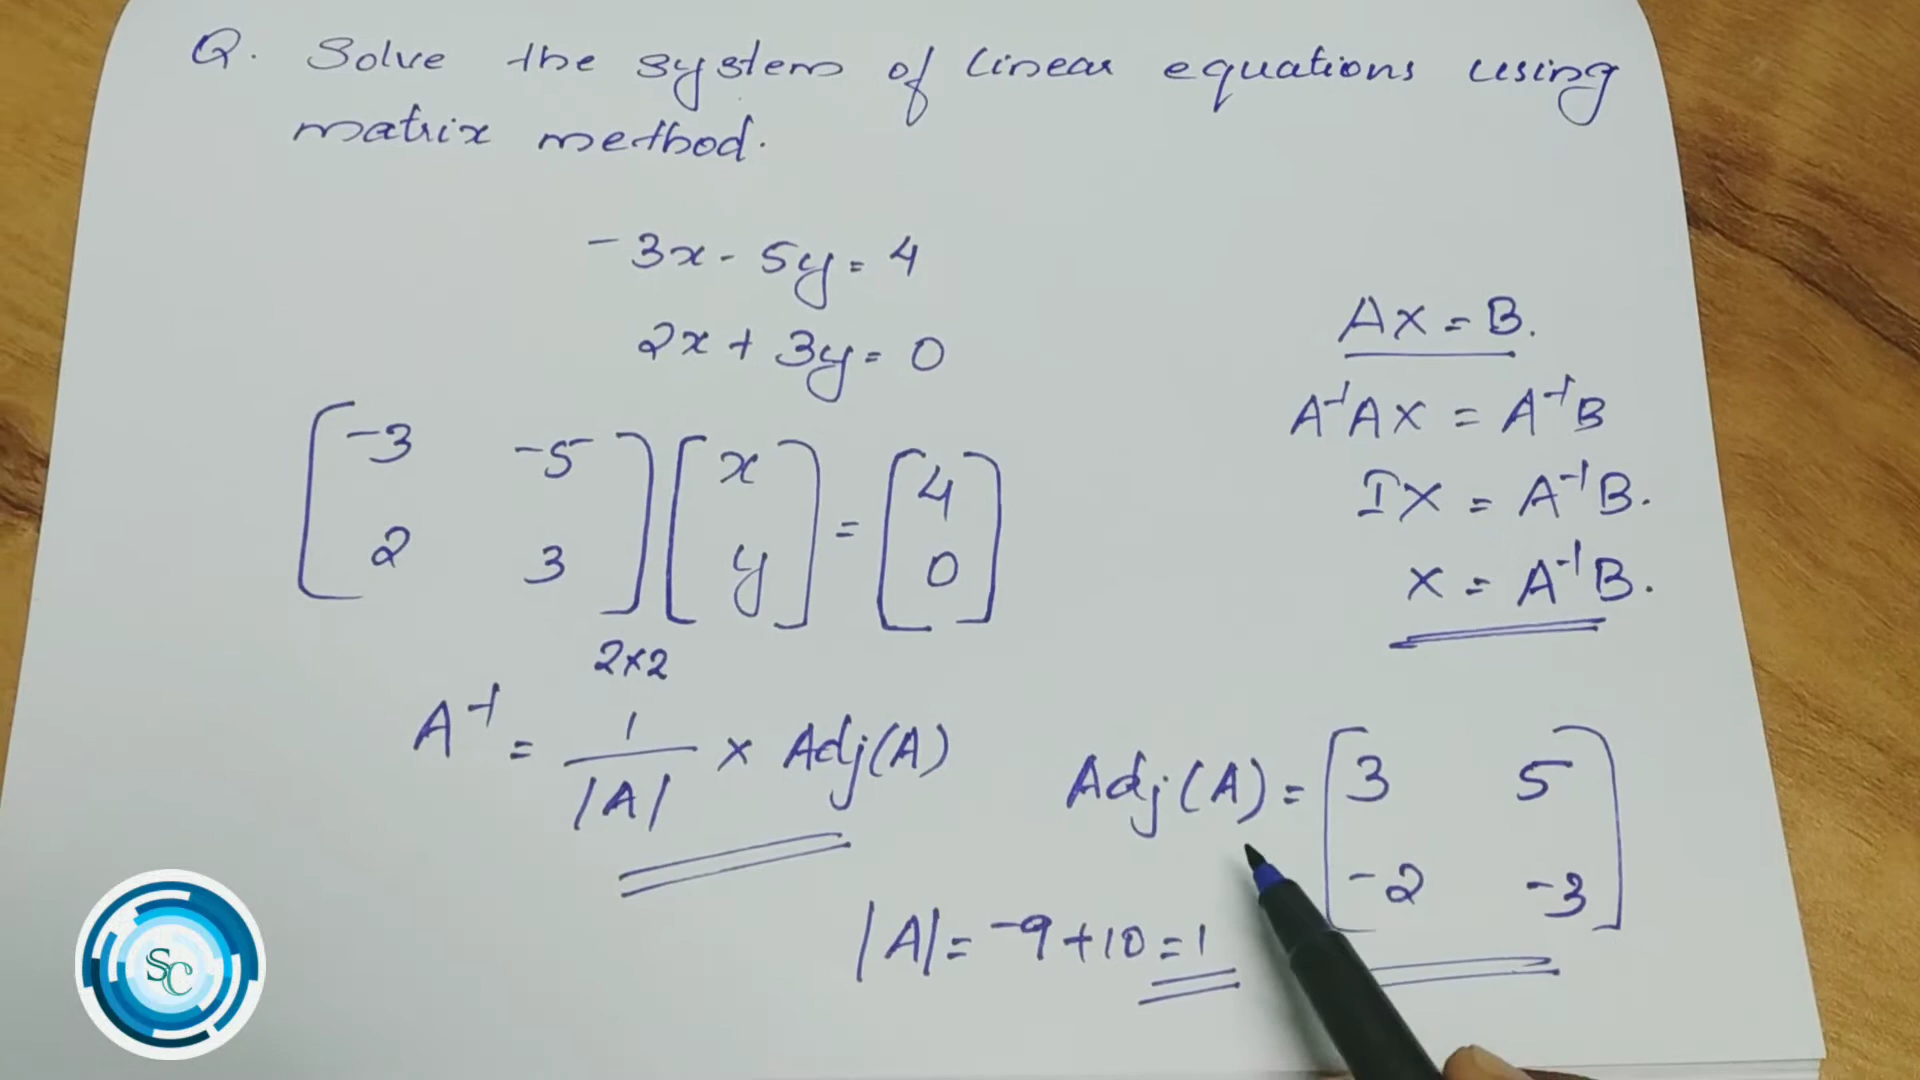 Q. Solve the system of linear equations using
matrix method.
-3x - 5y = 4
2x + 3y = 0
[-3 -5] [x] = [4]
[2 3] [y] [0]
2×2
AX = B.
A⁻¹AX = A⁻¹B
IX = A⁻¹B.
X = A⁻¹B.
A⁻¹ = 1/|A| × Adj(A)
Adj(A) = [3 5]
[-2 -3]
|A| = -9 + 10 = 1
SC